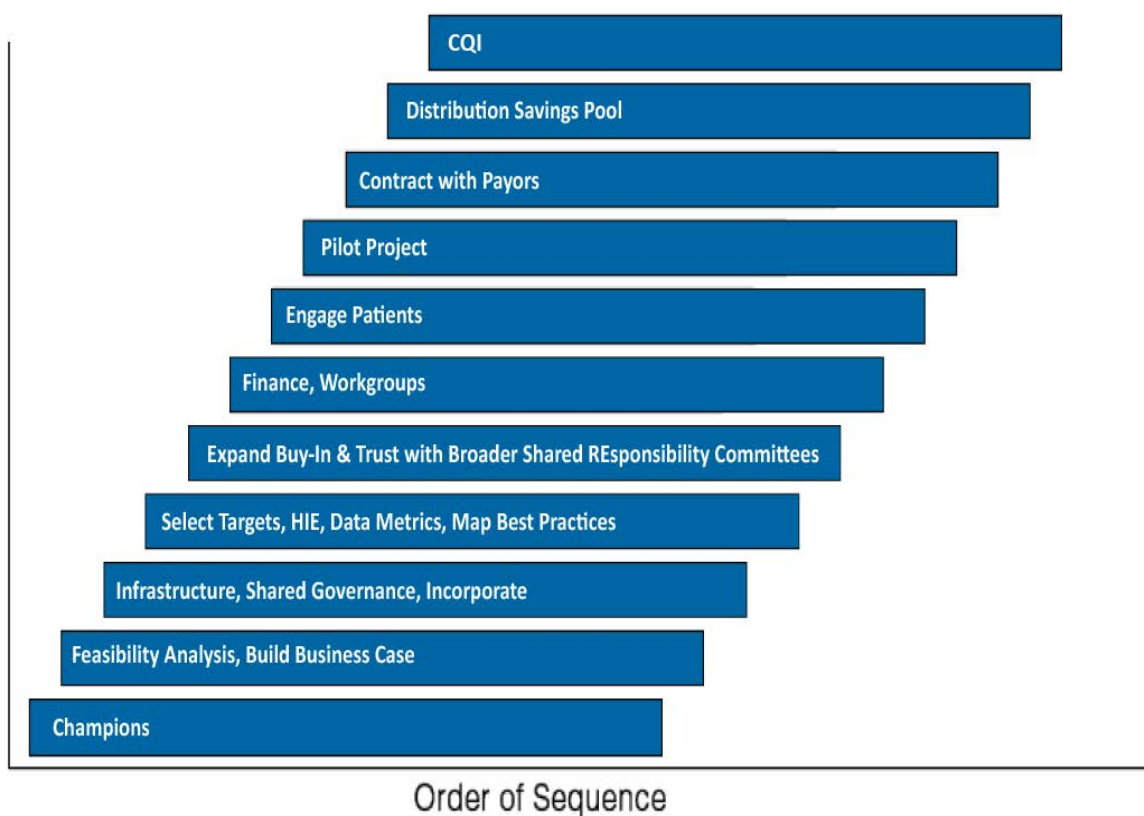 CQI
Distribution Savings Pool
Contract with Payors
Pilot Project
Engage Patients
Finance, Workgroups
Expand Buy-In & Trust with Broader Shared REsponsibility Committees
Select Targets, HIE, Data Metrics, Map Best Practices
Infrastructure, Shared Governance, Incorporate
Feasibility Analysis, Build Business Case
Champions
Order of Sequence